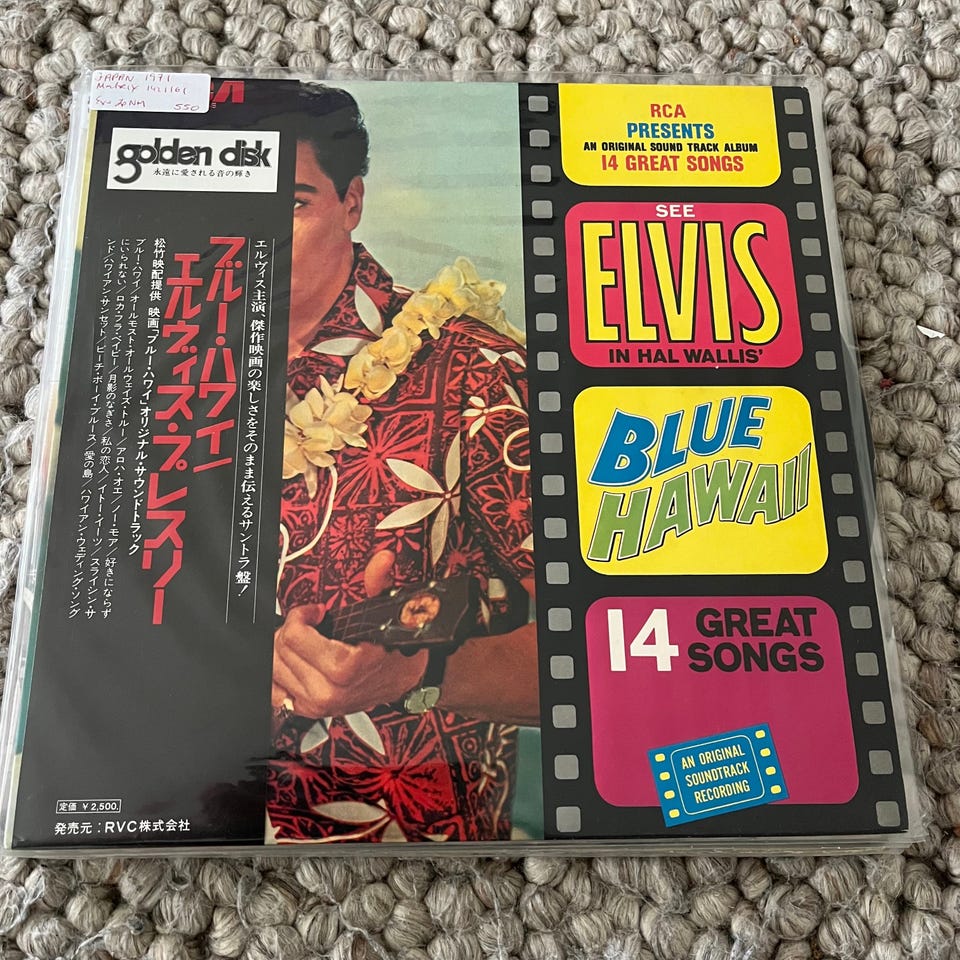 JAPAN 1971
Matrix 1421161
550
golden disk
永遠に愛される音の輝き
エルヴィス主演、傑作映画の楽しさをそのまま伝えるサントラ盤!
ブルー・ハワイ/
エルヴィス・プレスリー
松竹映配提供 映画「ブルー・ハワイ」オリジナル・サウンドトラック
ブルー・ハワイ/オールモスト・オールウェイズ・トルー/アロハ・オエ/ノー・モア/好きにならず
にいられない/ロカ・フラ・ベイビー/月影のなぎさ/私の恋人/イトー・イーツ/スライシン・サ
ンド/ハワイアン・サンセット/ビーチ・ボーイ・ブルース/愛の島/ハワイアン・ウェディング・ソング
定価 ¥2,500.
発売元:RVC株式会社
RCA
PRESENTS
AN ORIGINAL SOUND TRACK ALBUM
14 GREAT SONGS
SEE
ELVIS
IN HAL WALLIS'
BLUE
HAWAII
14 GREAT
SONGS
AN ORIGINAL
SOUNDTRACK
RECORDING